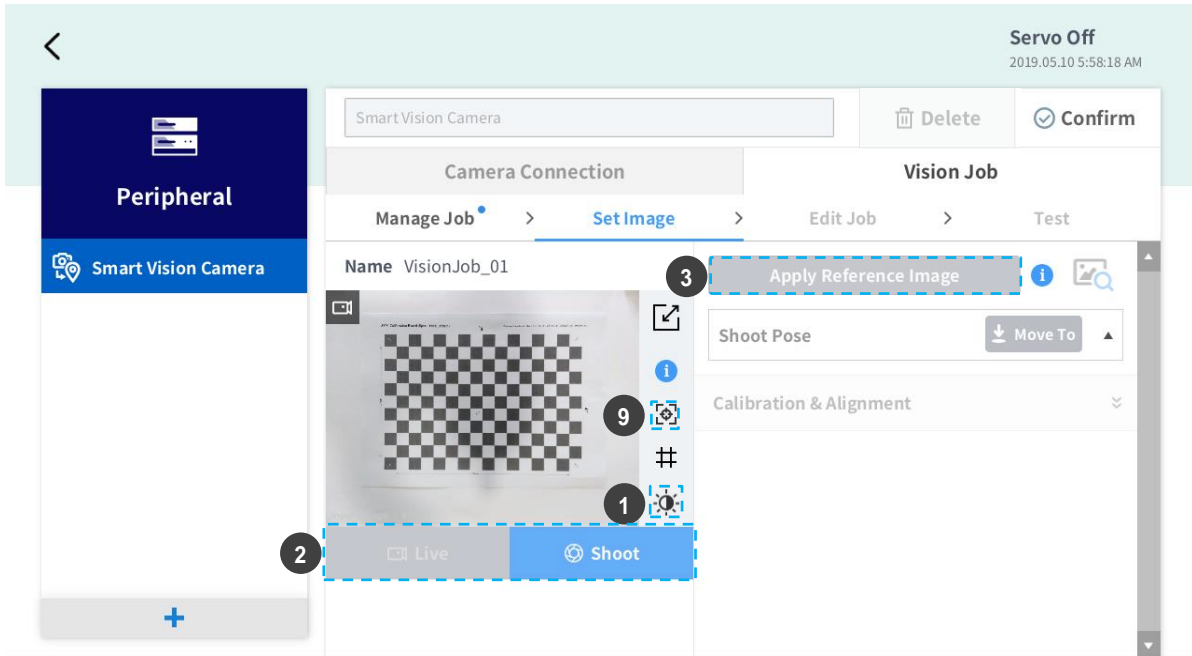 Servo Off
2019.05.10 5:58:18 AM
Peripheral
Smart Vision Camera
Smart Vision Camera
Delete
Confirm
Camera Connection
Vision Job
Manage Job > Set Image > Edit Job > Test
Name VisionJob_01
3
Apply Reference Image
i
Shoot Pose
Move To
i
Calibration & Alignment
9
1
2
Live
Shoot
+